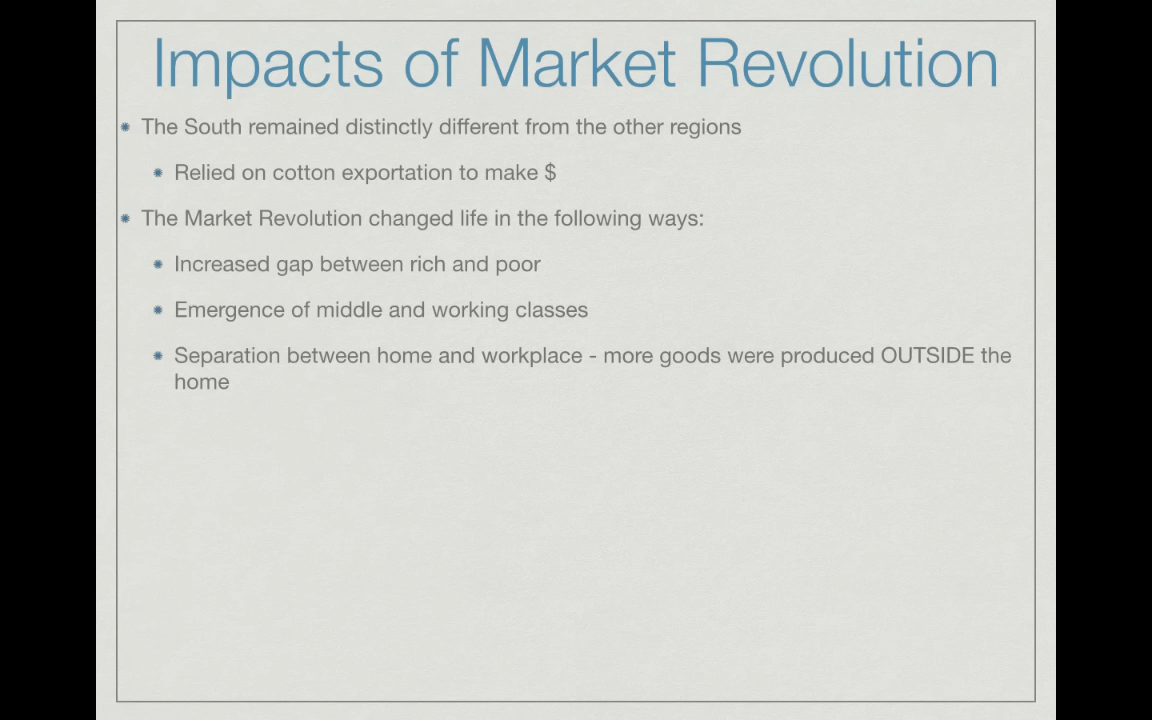 Impacts of Market Revolution
The South remained distinctly different from the other regions
Relied on cotton exportation to make $
The Market Revolution changed life in the following ways:
Increased gap between rich and poor
Emergence of middle and working classes
Separation between home and workplace - more goods were produced OUTSIDE the
home